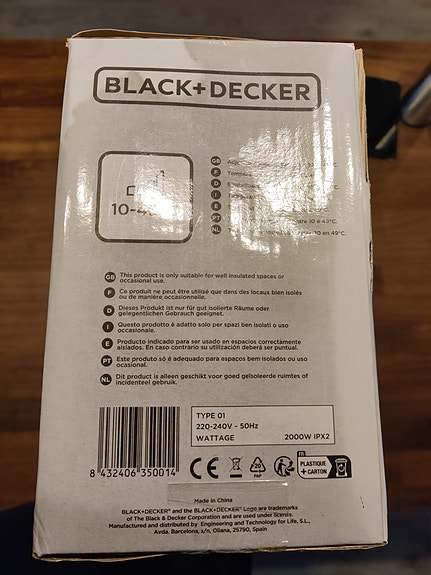 BLACK+DECKER
10-4
GB
F
D
I
E
PT
NL
entre 10 e 49°C.
10 en 49°C.
GB This product is only suitable for well insulated spaces or
occasional use.
F Ce produit ne peut être utilisé que dans des locaux bien isolés
ou de manière occasionnelle.
D Dieses Produkt ist nur für gut isolierte Räume oder
gelegentlichen Gebrauch geeignet.
I Questo prodotto è adatto solo per spazi ben isolati o uso
occasionale.
E Producto indicado para ser usado en espacios correctamente
aislados. En caso contrario su utilización deberá ser puntual.
PT Este produto só é adequado para espaços bem isolados ou uso
ocasional.
NL Dit product is alleen geschikt voor goed geïsoleerde ruimtes of
incidenteel gebruik.
8 432406 350014
TYPE 01
220-240V - 50Hz
WATTAGE 2000W IPX2
CE
20
PAP
FR
PLASTIQUE
+ CARTON
Made in China
BLACK+DECKER® and the BLACK+DECKER® Logo are trademarks
of The Black & Decker Corporation and are used under license.
Manufactured and distributed by Engineering and Technology for Life, S.L.,
Avda. Barcelona, s/n, Oliana, 25790, Spain